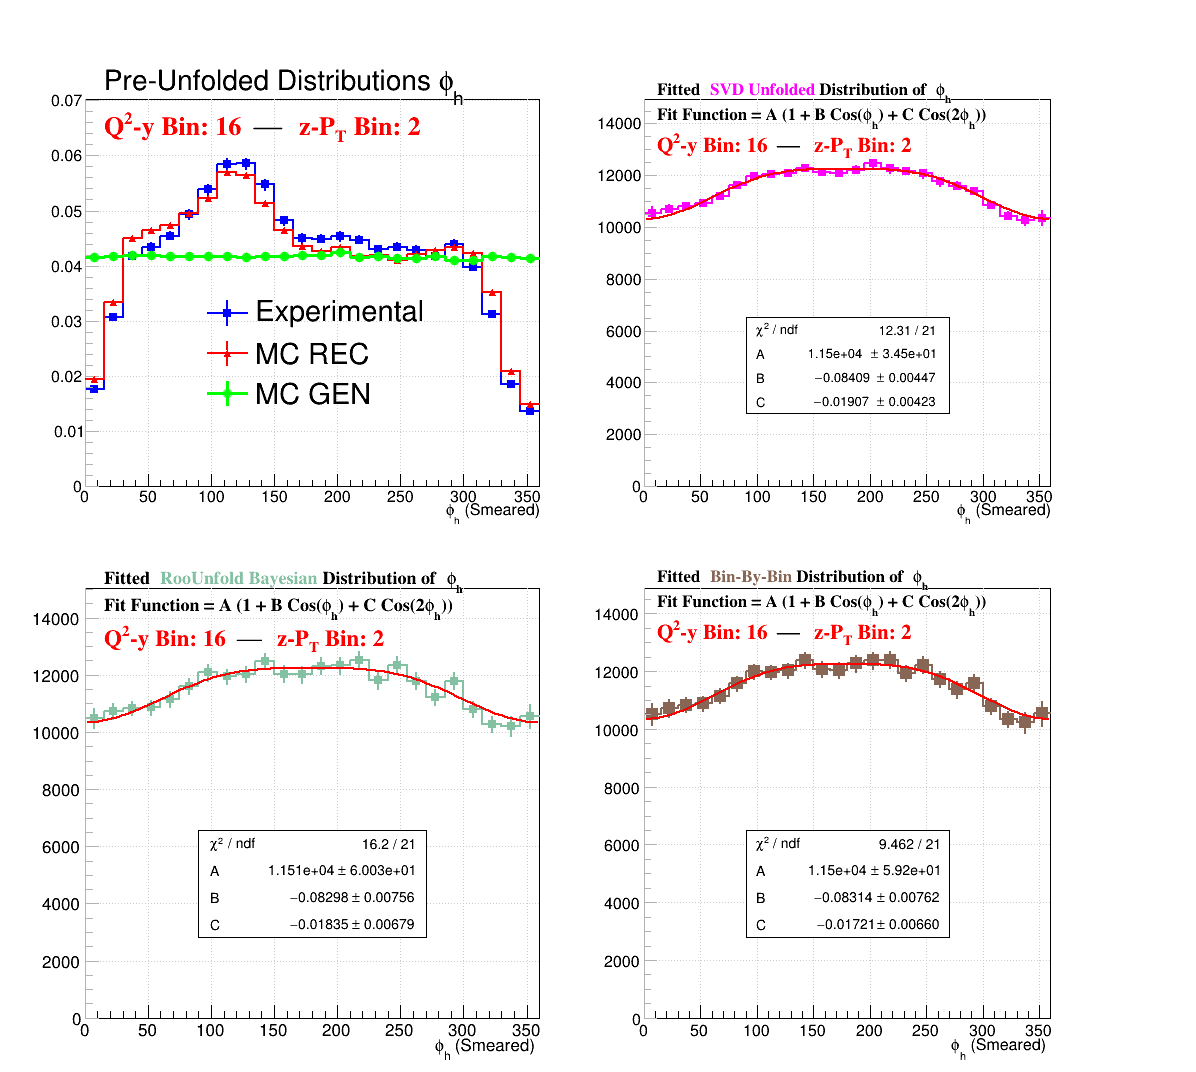 Pre-Unfolded Distributions ϕh
0.07
Q2-y Bin: 16 — z-PT Bin: 2
0.06
0.05
0.04
0.03
0.02
0.01
0
Experimental
MC REC
MC GEN
0 50 100 150 200 250 300 350
ϕh (Smeared)
Fitted SVD Unfolded Distribution of ϕh
Fit Function = A (1 + B Cos(ϕh) + C Cos(2ϕh))
Q2-y Bin: 16 — z-PT Bin: 2
14000
12000
10000
8000
6000
4000
2000
0
χ2 / ndf 12.31 / 21
A 1.15e+04 ± 3.45e+01
B −0.08409 ± 0.00447
C −0.01907 ± 0.00423
0 50 100 150 200 250 300 350
ϕh (Smeared)
Fitted RooUnfold Bayesian Distribution of ϕh
Fit Function = A (1 + B Cos(ϕh) + C Cos(2ϕh))
Q2-y Bin: 16 — z-PT Bin: 2
14000
12000
10000
8000
6000
4000
2000
0
χ2 / ndf 16.2 / 21
A 1.151e+04 ± 6.003e+01
B −0.08298 ± 0.00756
C −0.01835 ± 0.00679
0 50 100 150 200 250 300 350
ϕh (Smeared)
Fitted Bin-By-Bin Distribution of ϕh
Fit Function = A (1 + B Cos(ϕh) + C Cos(2ϕh))
Q2-y Bin: 16 — z-PT Bin: 2
14000
12000
10000
8000
6000
4000
2000
0
χ2 / ndf 9.462 / 21
A 1.15e+04 ± 5.92e+01
B −0.08314 ± 0.00762
C −0.01721 ± 0.00660
0 50 100 150 200 250 300 350
ϕh (Smeared)